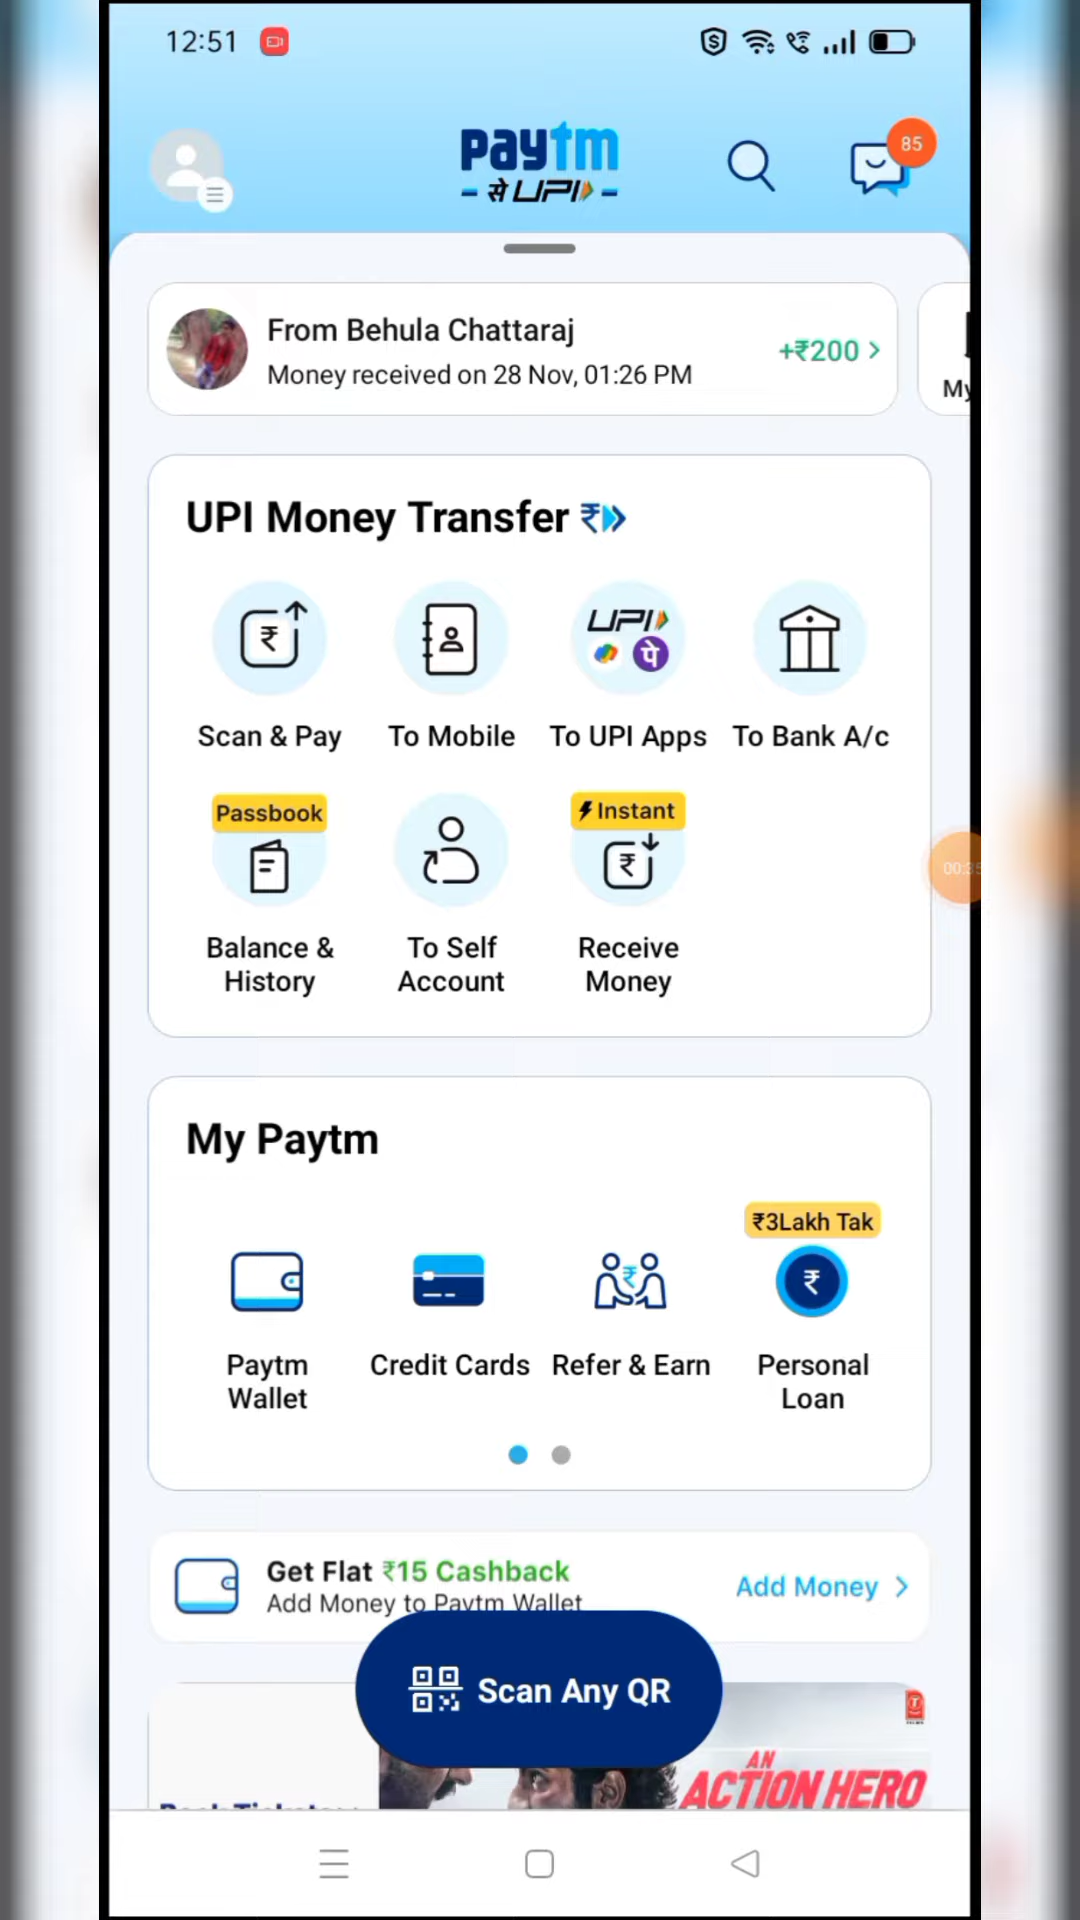 12:51
85
paytm
से UPI
From Behula Chattaraj
Money received on 28 Nov, 01:26 PM
+₹200
My
UPI Money Transfer
Scan & Pay
To Mobile
UPI
पे
To UPI Apps
To Bank A/c
Passbook
Balance & History
To Self Account
Instant
Receive Money
00:35
My Paytm
Paytm Wallet
Credit Cards
Refer & Earn
₹3Lakh Tak
Personal Loan
Get Flat ₹15 Cashback
Add Money to Paytm Wallet
Add Money
Scan Any QR
AN
ACTION HERO